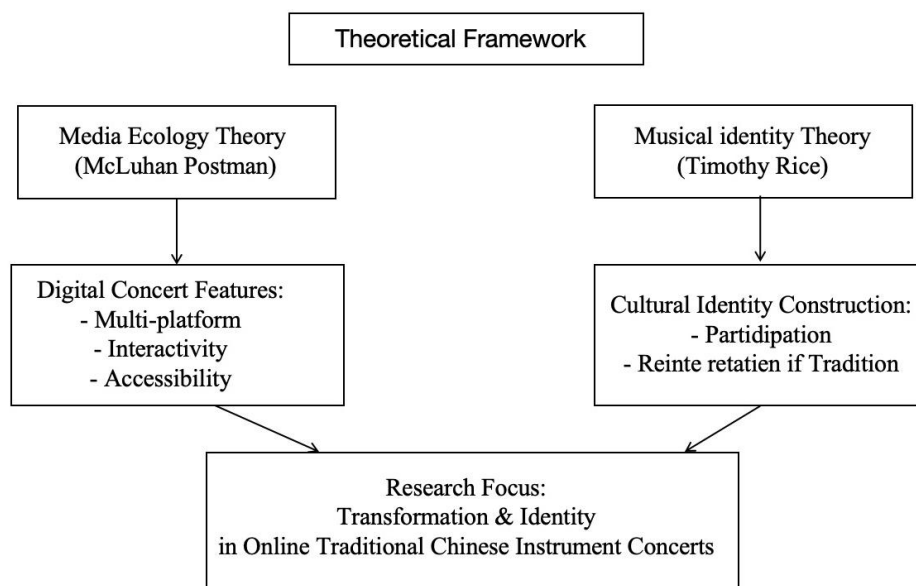 Theoretical Framework
Media Ecology Theory
(McLuhan Postman)
Musical identity Theory
(Timothy Rice)
Digital Concert Features:
- Multi-platform
- Interactivity
- Accessibility
Cultural Identity Construction:
- Partidipation
- Reinte retatien if Tradition
Research Focus:
Transformation & Identity
in Online Traditional Chinese Instrument Concerts